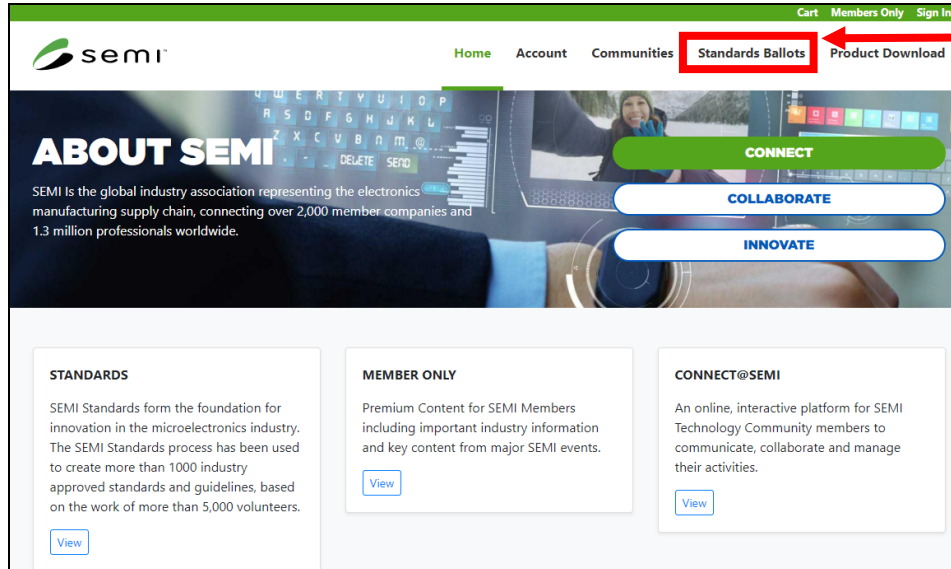 Cart Members Only Sign In
semi
Home Account Communities Standards Ballots Product Download
Q W E R T Y U I O P
A S D F G H J K L
Z X C V B N M @
DELETE SEND
ABOUT SEMI
SEMI Is the global industry association representing the electronics
manufacturing supply chain, connecting over 2,000 member companies and
1.3 million professionals worldwide.
CONNECT
COLLABORATE
INNOVATE
STANDARDS
SEMI Standards form the foundation for
innovation in the microelectronics industry.
The SEMI Standards process has been used
to create more than 1000 industry
approved standards and guidelines, based
on the work of more than 5,000 volunteers.
View
MEMBER ONLY
Premium Content for SEMI Members
including important industry information
and key content from major SEMI events.
View
CONNECT@SEMI
An online, interactive platform for SEMI
Technology Community members to
communicate, collaborate and manage
their activities.
View